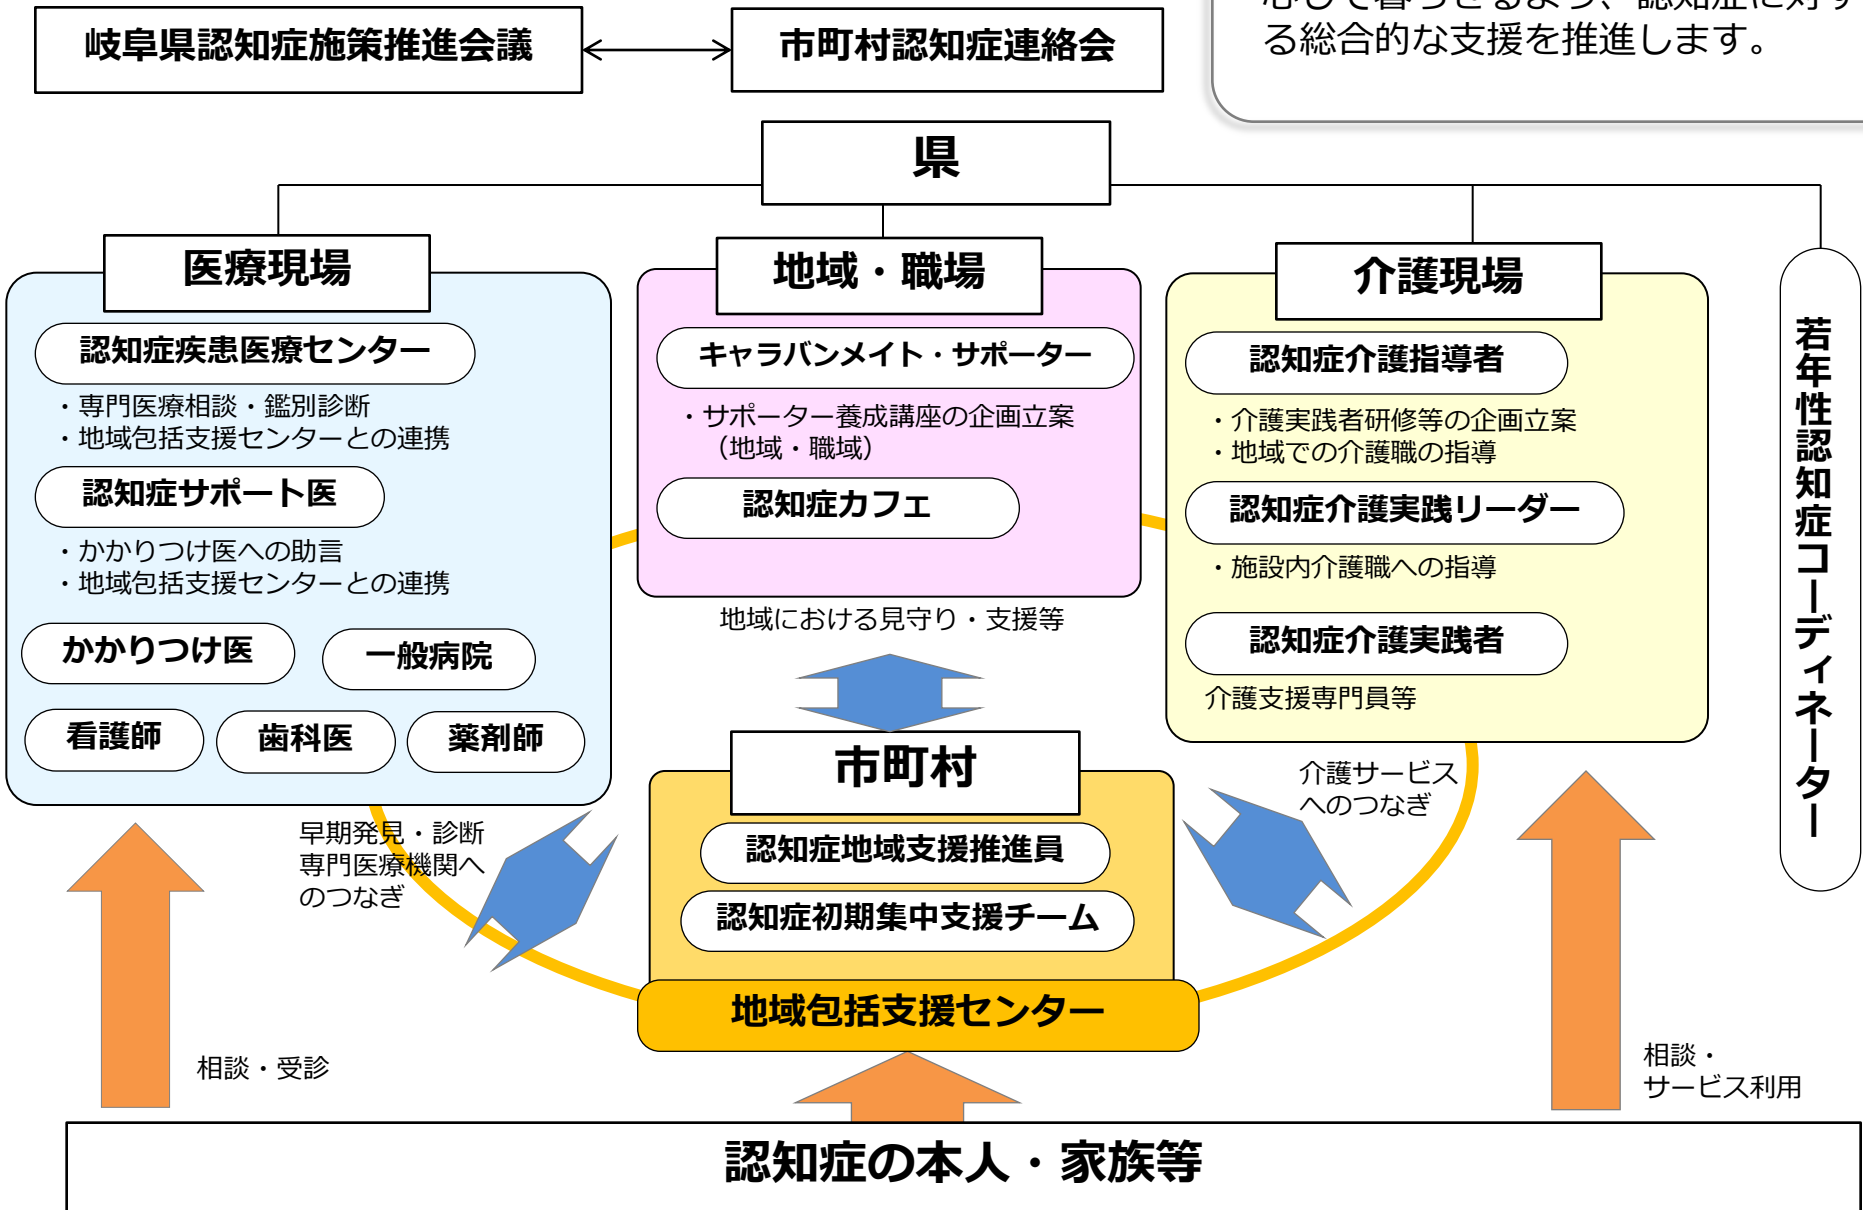 岐阜県認知症施策推進会議
市町村認知症連絡会
心して暮らせるよう、認知症に対す
る総合的な支援を推進します。
県
医療現場
認知症疾患医療センター
・専門医療相談・鑑別診断
・地域包括支援センターとの連携
認知症サポート医
・かかりつけ医への助言
・地域包括支援センターとの連携
かかりつけ医
一般病院
看護師
歯科医
薬剤師
地域・職場
キャラバンメイト・サポーター
・サポーター養成講座の企画立案
（地域・職域）
認知症カフェ
地域における見守り・支援等
介護現場
認知症介護指導者
・介護実践者研修等の企画立案
・地域での介護職の指導
認知症介護実践リーダー
・施設内介護職への指導
認知症介護実践者
介護支援専門員等
若年性認知症コーディネーター
市町村
認知症地域支援推進員
認知症初期集中支援チーム
地域包括支援センター
早期発見・診断
専門医療機関へ
のつなぎ
介護サービス
へのつなぎ
相談・受診
相談・
サービス利用
認知症の本人・家族等